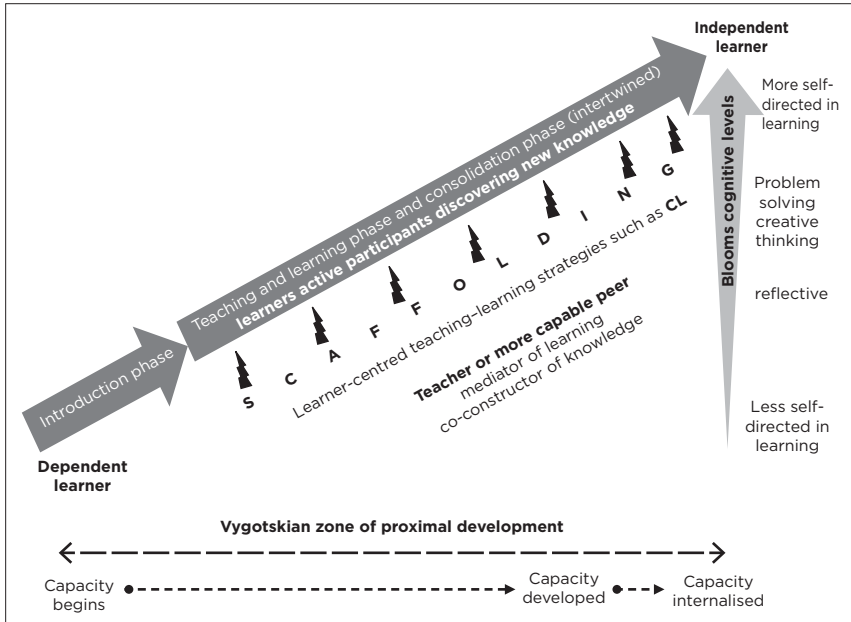 Independent
learner
More self-
directed in
learning
Blooms cognitive levels
Problem
solving
creative
thinking
reflective
Less self-
directed in
learning
Introduction phase
Teaching and learning phase and consolidation phase (intertwined)
learners active participants discovering new knowledge
S C A F F O L D I N G
Learner-centred teaching–learning strategies such as CL
Teacher or more capable peer
mediator of learning
co-constructor of knowledge
Dependent
learner
Vygotskian zone of proximal development
Capacity
begins
Capacity
developed
Capacity
internalised